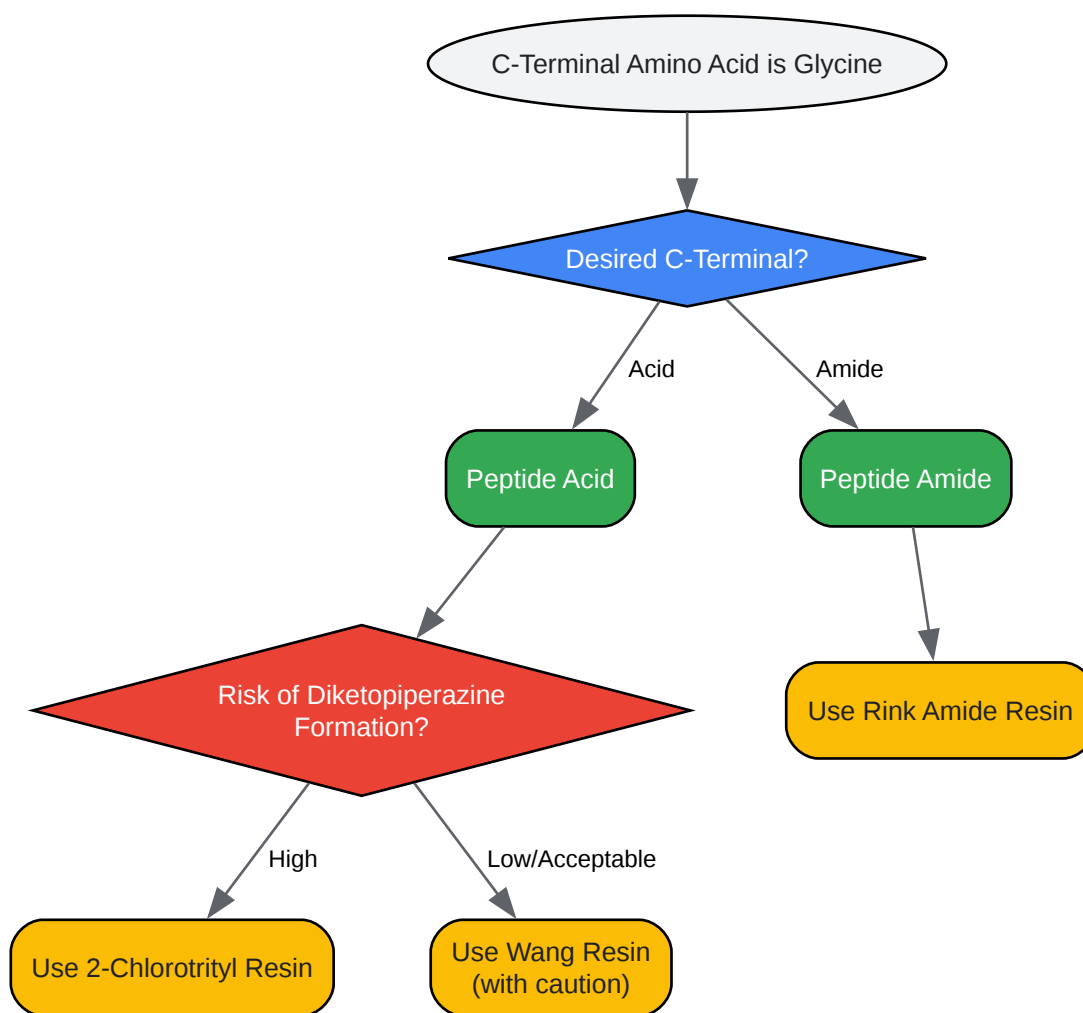 C-Terminal Amino Acid is Glycine
Desired C-Terminal?
Acid
Amide
Peptide Acid
Peptide Amide
Risk of Diketopiperazine
Formation?
Use Rink Amide Resin
High
Low/Acceptable
Use 2-Chlorotrityl Resin
Use Wang Resin
(with caution)